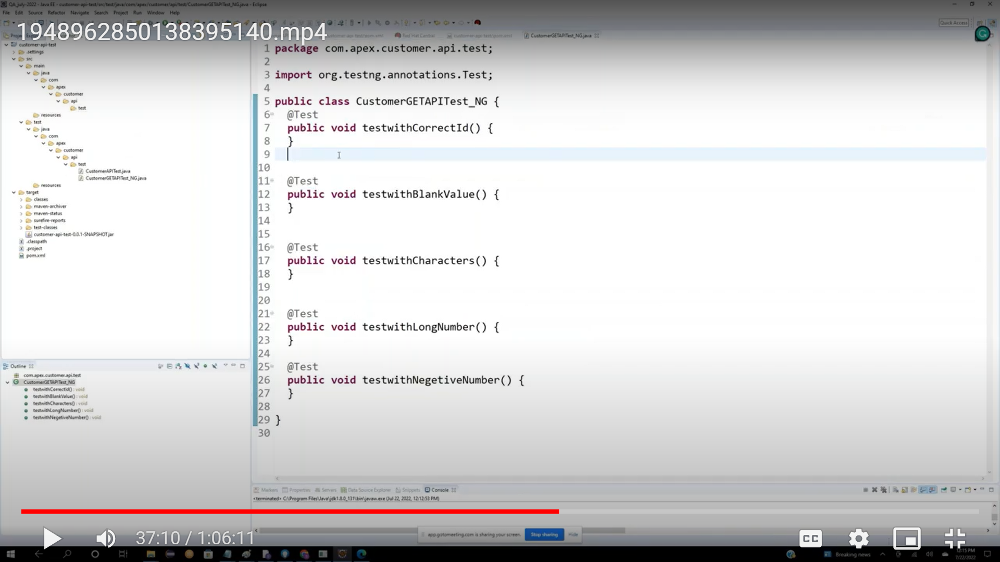 QA_july-2022 - Java EE - customer-api-test/src/test/java/com/apex/customer/api/test/CustomerGETAPITest_NG.java - Eclipse
File Edit Source Refactor Navigate Search Project Run Window Help
1948962850138395140.mp4
Quick Access
customer-api-test/pom.xml
Red Hat Central
customer-api-test/pom.xml
CustomerGETAPITest_NG.java
customer-api-test
.settings
src
main
java
com
apex
customer
api
test
resources
test
java
com
apex
customer
api
test
CustomerAPITest.java
CustomerGETAPITest_NG.java
resources
target
classes
maven-archiver
maven-status
surefire-reports
test-classes
customer-api-test-0.0.1-SNAPSHOT.jar
.classpath
.project
pom.xml
Outline
com.apex.customer.api.test
CustomerGETAPITest_NG
testwithCorrectId() : void
testwithBlankValue() : void
testwithCharacters() : void
testwithLongNumber() : void
testwithNegetiveNumber() : void
1 package com.apex.customer.api.test;
2
3 import org.testng.annotations.Test;
4
5 public class CustomerGETAPITest_NG {
6 @Test
7 public void testwithCorrectId() {
8 }
9
10
11 @Test
12 public void testwithBlankValue() {
13 }
14
15
16 @Test
17 public void testwithCharacters() {
18 }
19
20
21 @Test
22 public void testwithLongNumber() {
23 }
24
25 @Test
26 public void testwithNegetiveNumber() {
27 }
28
29 }
30
Markers Properties Servers Data Source Explorer Snippets Console
<terminated> C:\Program Files\Java\jdk1.8.0_131\bin\javaw.exe (Jul 22, 2022, 12:12:53 PM)
37:10 / 1:06:11
app.gotomeeting.com is sharing your screen. Stop sharing Hide
CC
Breaking news
12:15 PM
7/22/2022